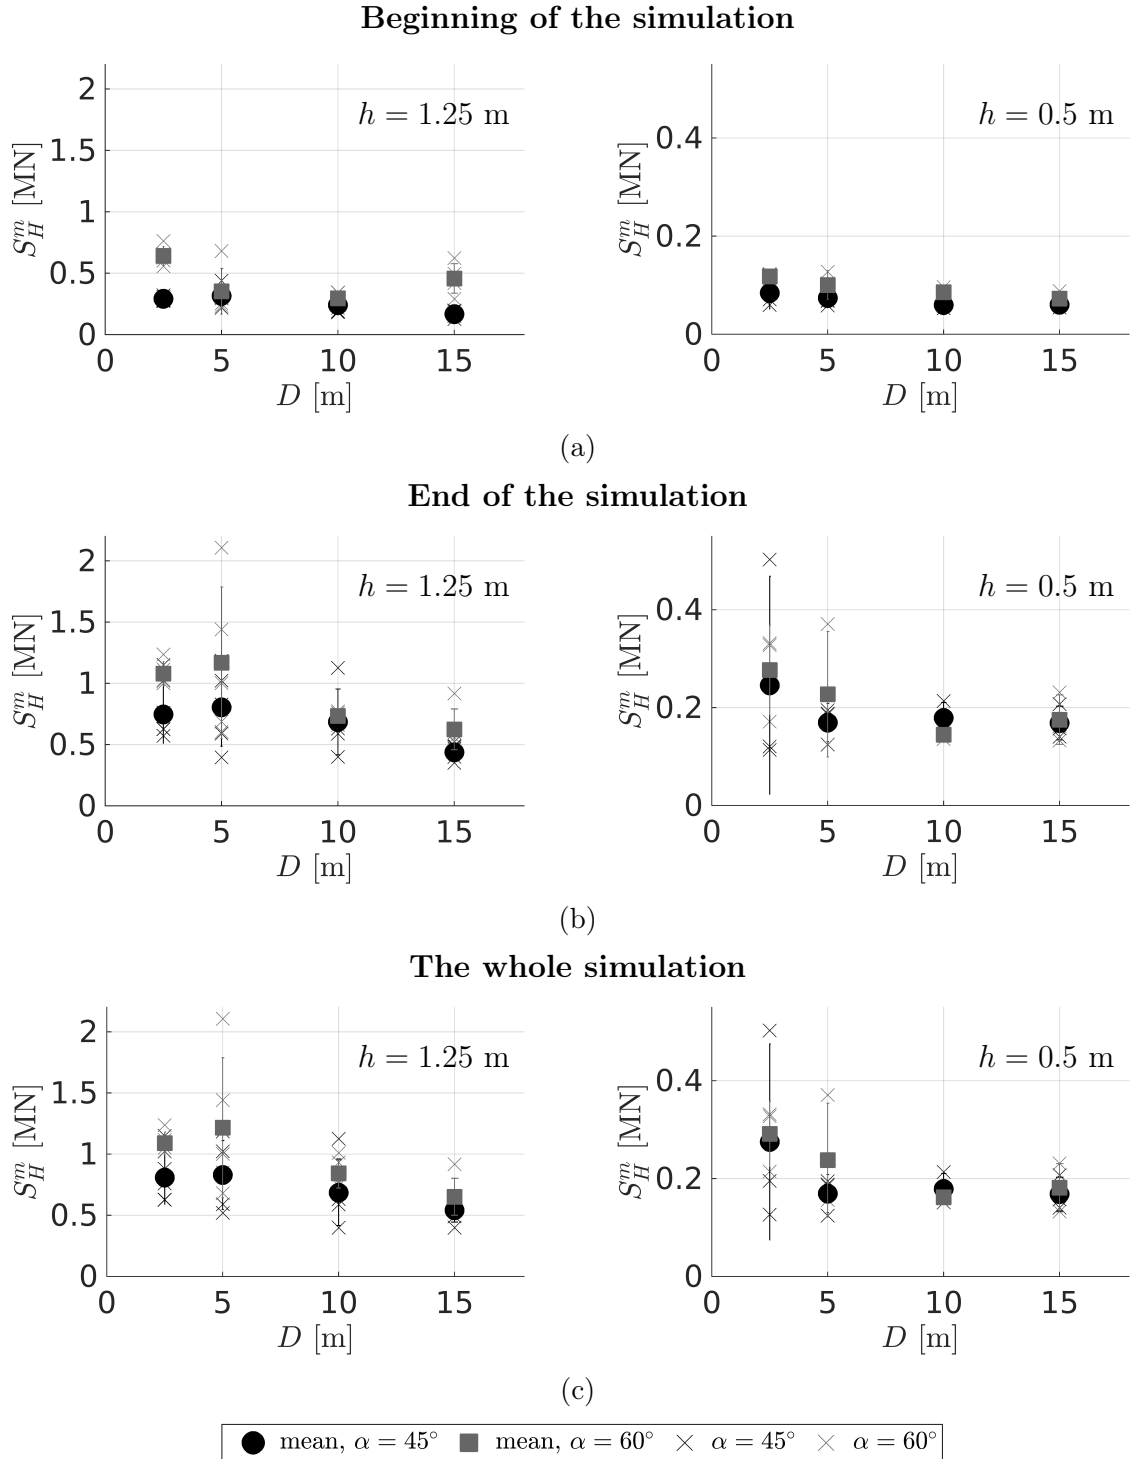 Beginning of the simulation
2
1.5
1
0.5
0
S_H^m [MN]
h = 1.25 m
0 5 10 15
D [m]
0.4
0.2
0
S_H^m [MN]
h = 0.5 m
0 5 10 15
D [m]
(a)
End of the simulation
2
1.5
1
0.5
0
S_H^m [MN]
h = 1.25 m
0 5 10 15
D [m]
0.4
0.2
0
S_H^m [MN]
h = 0.5 m
0 5 10 15
D [m]
(b)
The whole simulation
2
1.5
1
0.5
0
S_H^m [MN]
h = 1.25 m
0 5 10 15
D [m]
0.4
0.2
0
S_H^m [MN]
h = 0.5 m
0 5 10 15
D [m]
(c)
mean, α = 45° mean, α = 60° α = 45° α = 60°